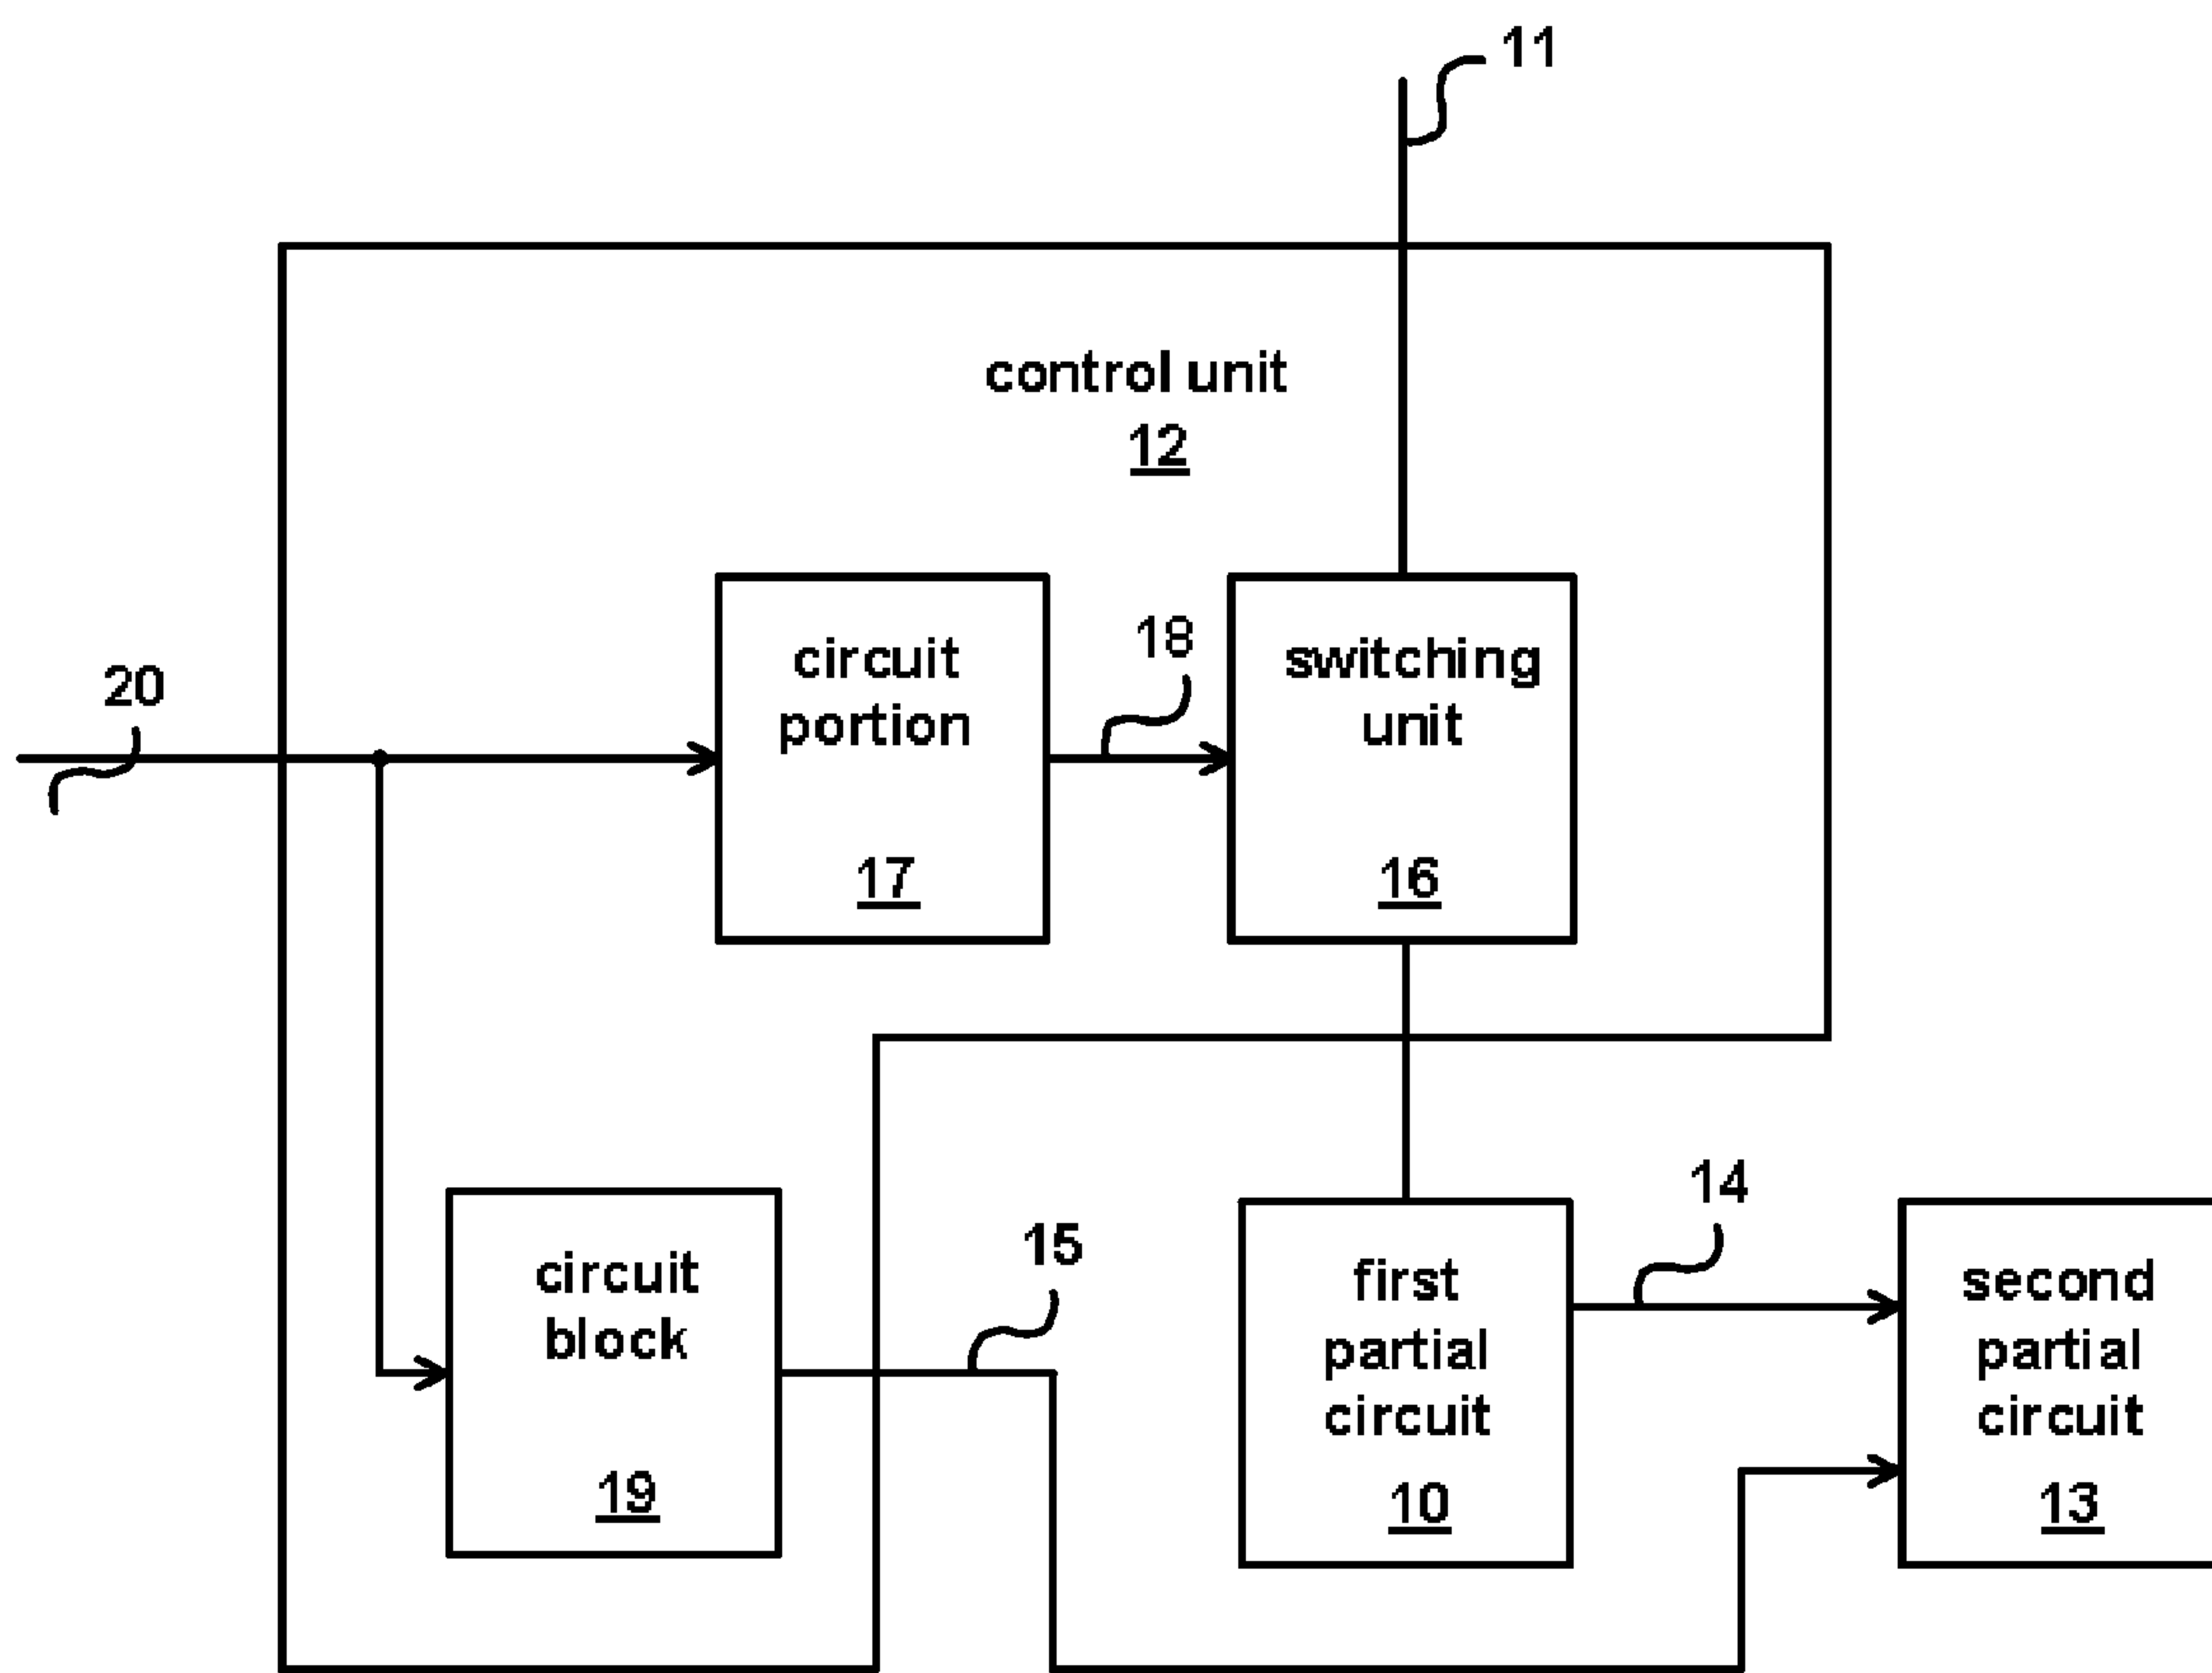 11
control unit
12
20
circuit
portion
17
18
switching
unit
16
circuit
block
19
15
first
partial
circuit
10
14
second
partial
circuit
13